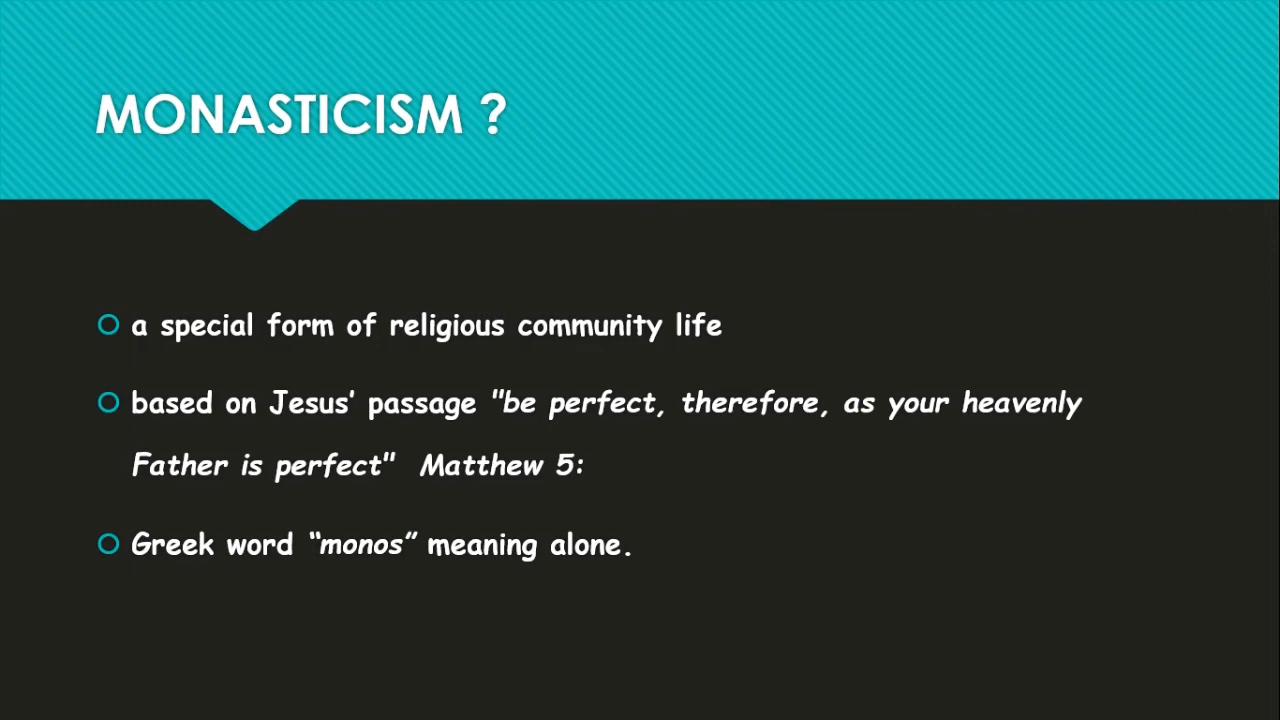 MONASTICISM ?
a special form of religious community life
based on Jesus’ passage "be perfect, therefore, as your heavenly
Father is perfect" Matthew 5:
Greek word “monos” meaning alone.